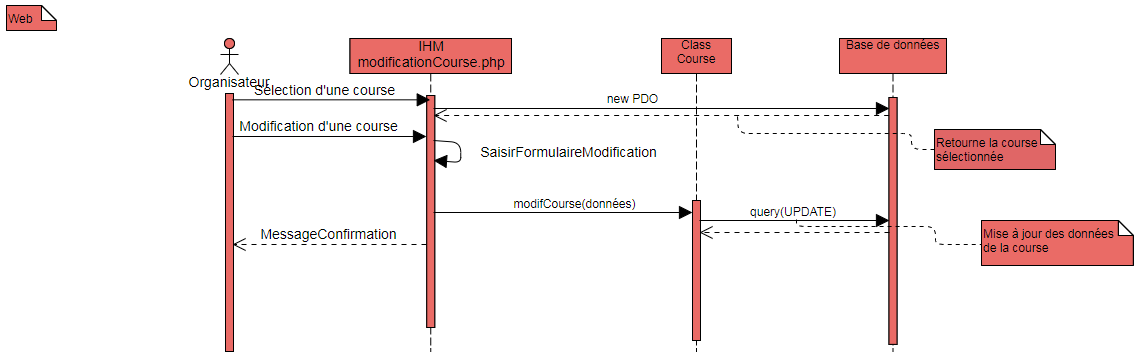 Web
IHM
modificationCourse.php
Class
Course
Base de données
Organisateur
Sélection d'une course
new PDO
Modification d'une course
Retourne la course
sélectionnée
SaisirFormulaireModification
modifCourse(données)
query(UPDATE)
MessageConfirmation
Mise à jour des données
de la course